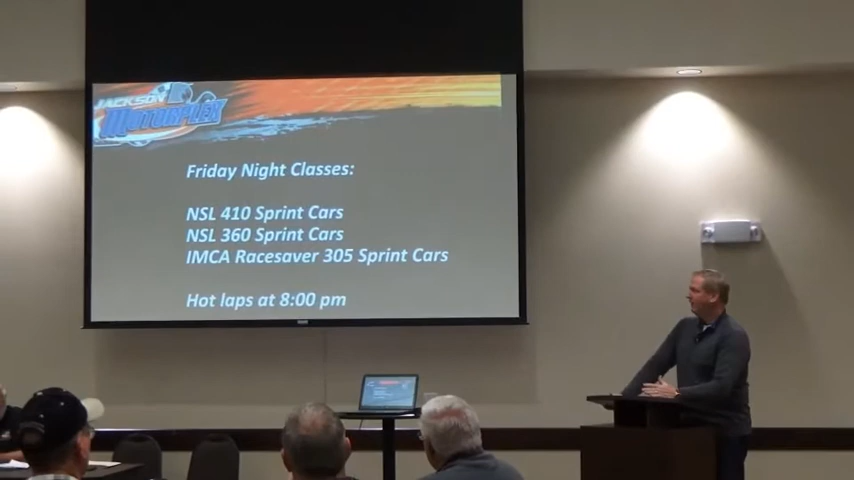 JACKSON
MOTORPLEX
Friday Night Classes:
NSL 410 Sprint Cars
NSL 360 Sprint Cars
IMCA Racesaver 305 Sprint Cars
Hot laps at 8:00 pm